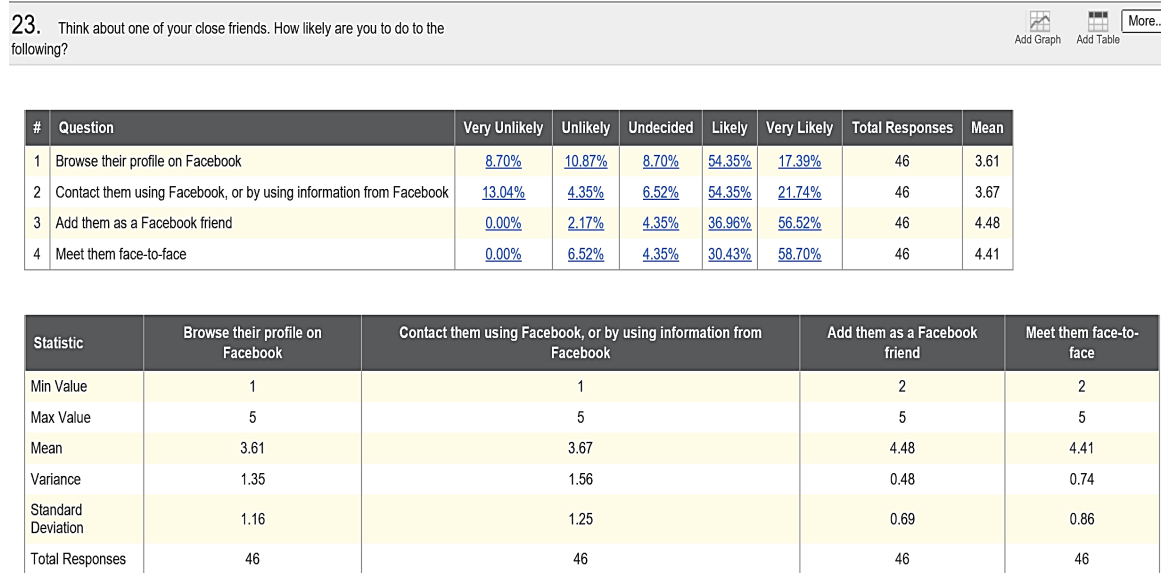 23. Think about one of your close friends. How likely are you to do to the
following?
Add Graph Add Table More..
# Question Very Unlikely Unlikely Undecided Likely Very Likely Total Responses Mean
1 Browse their profile on Facebook 8.70% 10.87% 8.70% 54.35% 17.39% 46 3.61
2 Contact them using Facebook, or by using information from Facebook 13.04% 4.35% 6.52% 54.35% 21.74% 46 3.67
3 Add them as a Facebook friend 0.00% 2.17% 4.35% 36.96% 56.52% 46 4.48
4 Meet them face-to-face 0.00% 6.52% 4.35% 30.43% 58.70% 46 4.41
Statistic Browse their profile on Contact them using Facebook, or by using information from Add them as a Facebook Meet them face-to-
Facebook Facebook friend face
Min Value 1 1 2 2
Max Value 5 5 5 5
Mean 3.61 3.67 4.48 4.41
Variance 1.35 1.56 0.48 0.74
Standard
Deviation 1.16 1.25 0.69 0.86
Total Responses 46 46 46 46